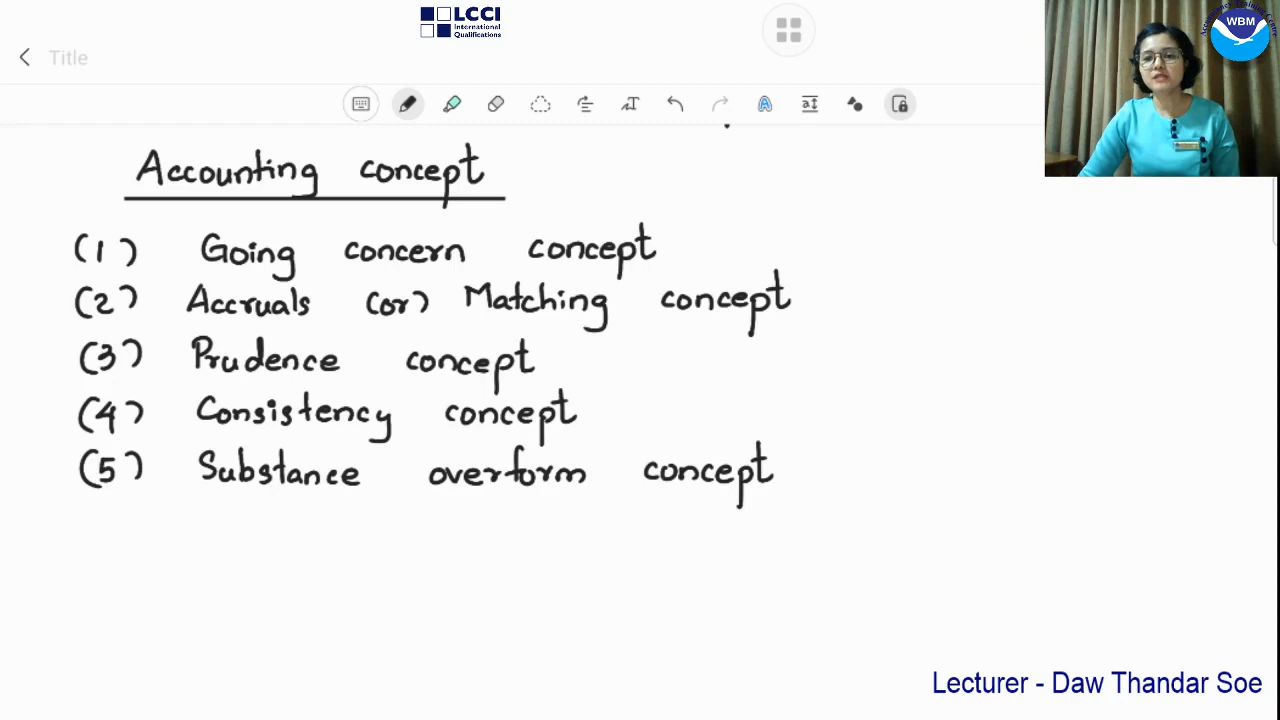 LCCI
International
Qualifications
WBM
Title
Accounting concept
(1) Going concern concept
(2) Accruals (or) Matching concept
(3) Prudence concept
(4) Consistency concept
(5) Substance overform concept
Lecturer - Daw Thandar Soe